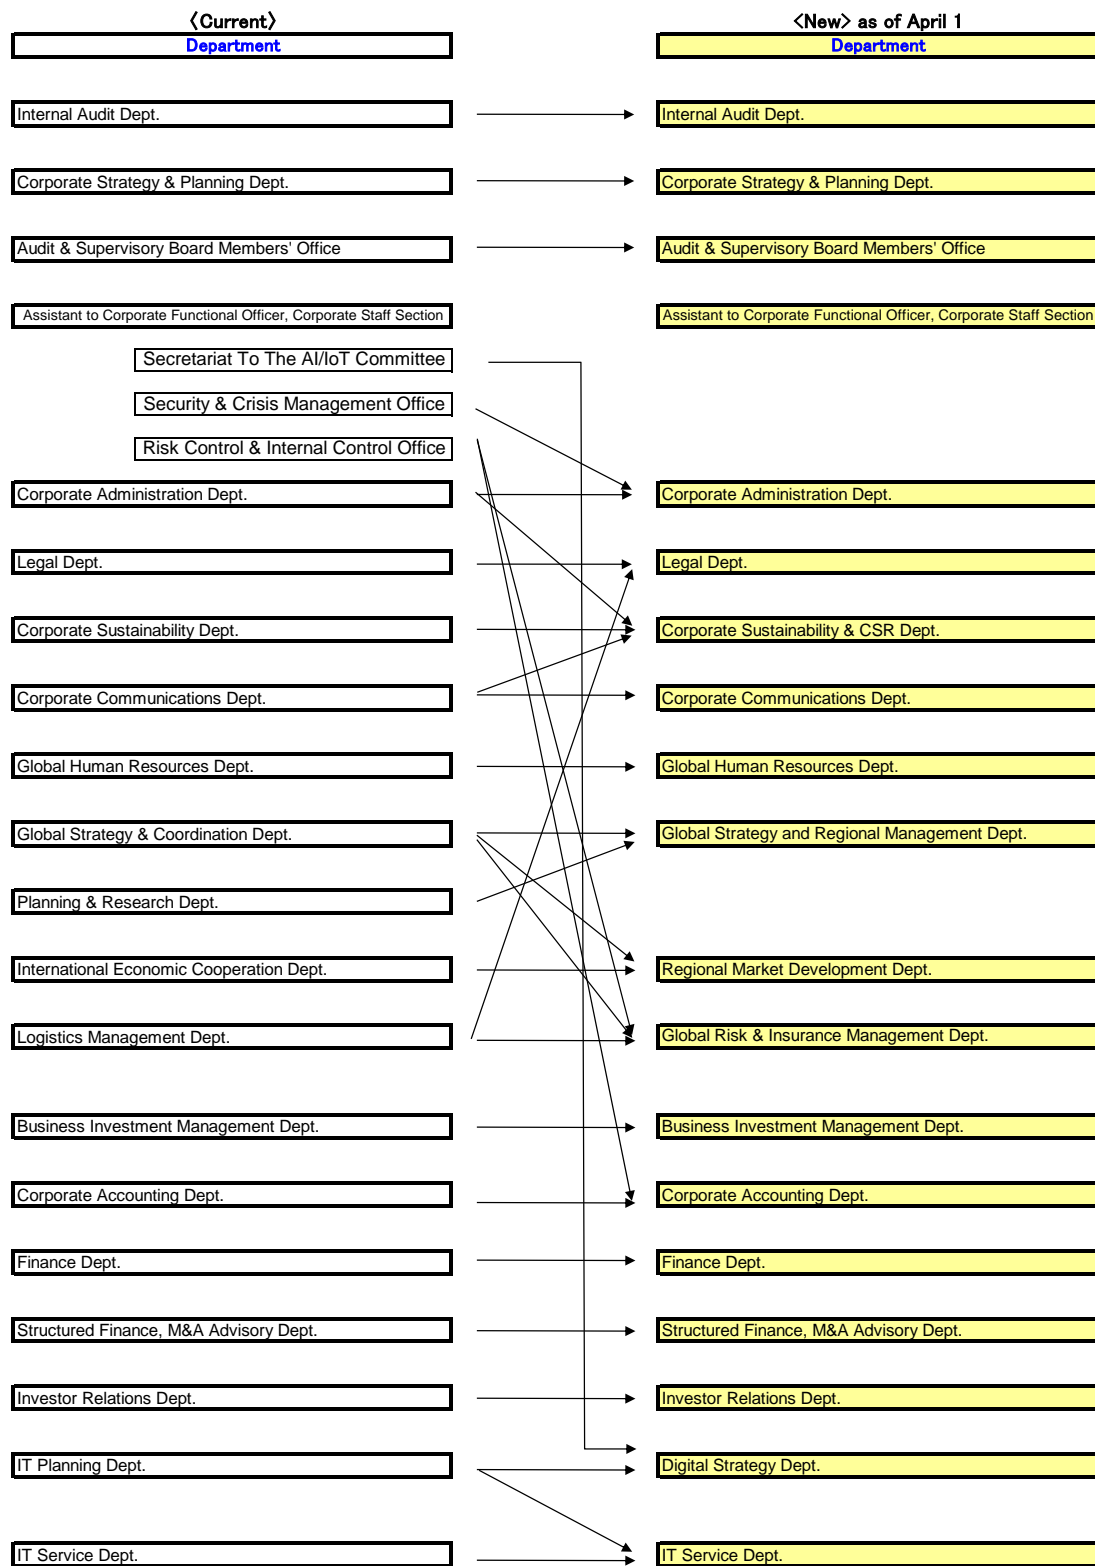 〈Current〉
<New> as of April 1
Department
Department
Internal Audit Dept.
Internal Audit Dept.
Corporate Strategy & Planning Dept.
Corporate Strategy & Planning Dept.
Audit & Supervisory Board Members' Office
Audit & Supervisory Board Members' Office
Assistant to Corporate Functional Officer, Corporate Staff Section
Assistant to Corporate Functional Officer, Corporate Staff Section
Secretariat To The AI/IoT Committee
Security & Crisis Management Office
Risk Control & Internal Control Office
Corporate Administration Dept.
Corporate Administration Dept.
Legal Dept.
Legal Dept.
Corporate Sustainability Dept.
Corporate Sustainability & CSR Dept.
Corporate Communications Dept.
Corporate Communications Dept.
Global Human Resources Dept.
Global Human Resources Dept.
Global Strategy & Coordination Dept.
Global Strategy and Regional Management Dept.
Planning & Research Dept.
International Economic Cooperation Dept.
Regional Market Development Dept.
Logistics Management Dept.
Global Risk & Insurance Management Dept.
Business Investment Management Dept.
Business Investment Management Dept.
Corporate Accounting Dept.
Corporate Accounting Dept.
Finance Dept.
Finance Dept.
Structured Finance, M&A Advisory Dept.
Structured Finance, M&A Advisory Dept.
Investor Relations Dept.
Investor Relations Dept.
IT Planning Dept.
Digital Strategy Dept.
IT Service Dept.
IT Service Dept.